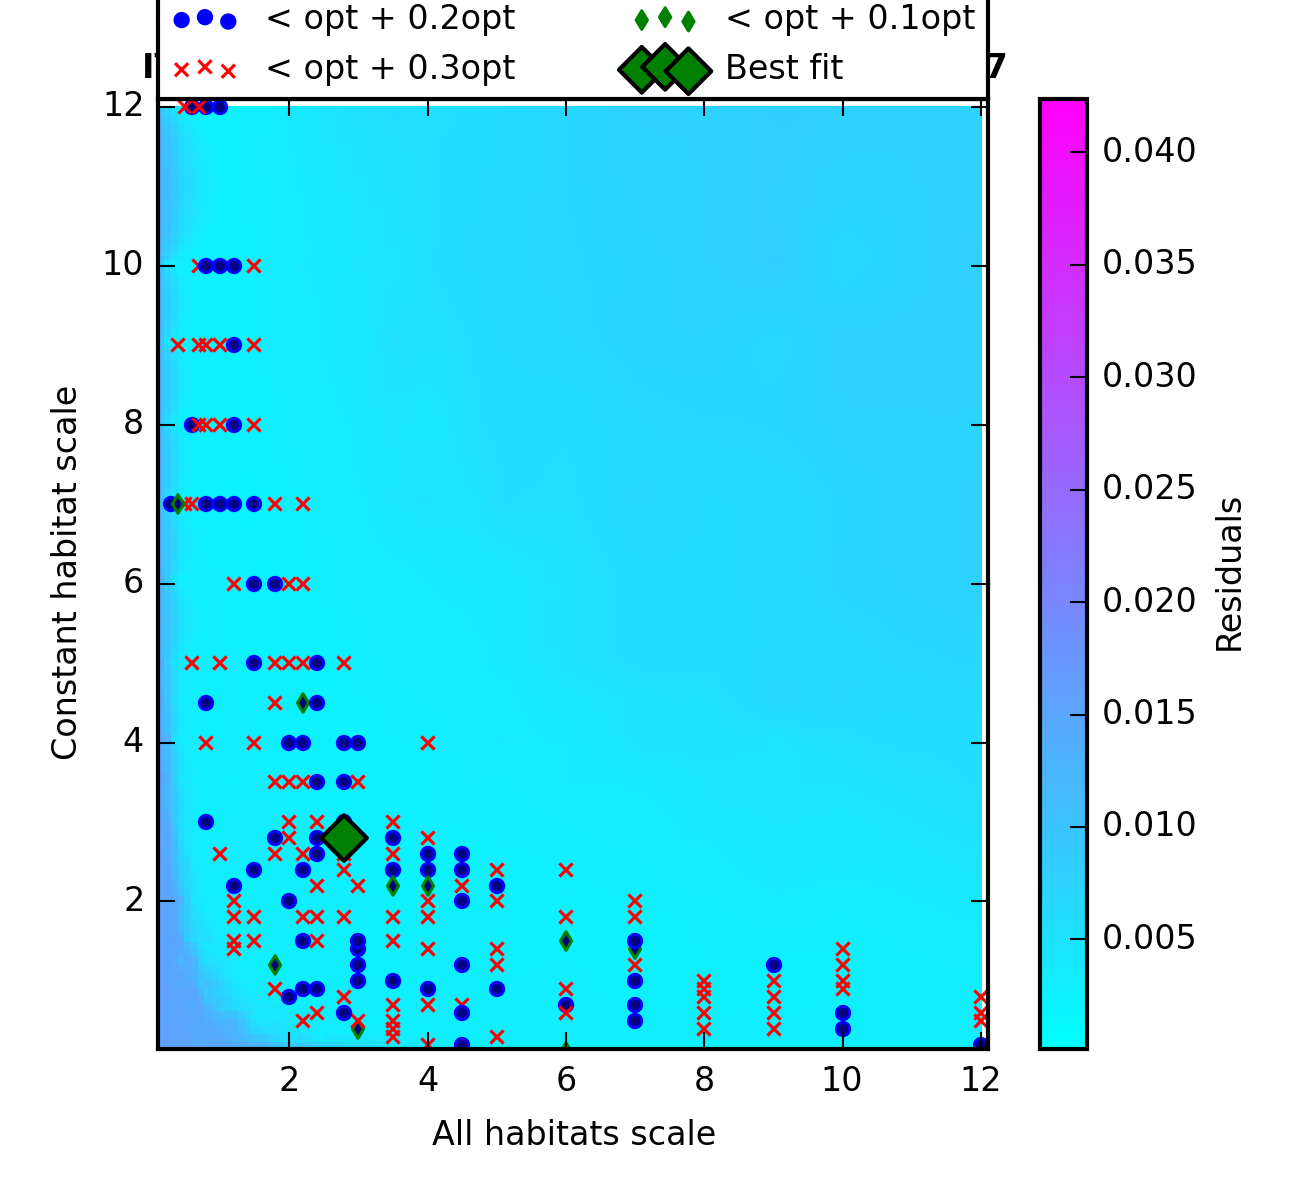 < opt + 0.2opt < opt + 0.1opt
< opt + 0.3opt Best fit
7
12
10
8
6
4
2
Constant habitat scale
2 4 6 8 10 12
All habitats scale
0.040
0.035
0.030
0.025
0.020
0.015
0.010
0.005
Residuals